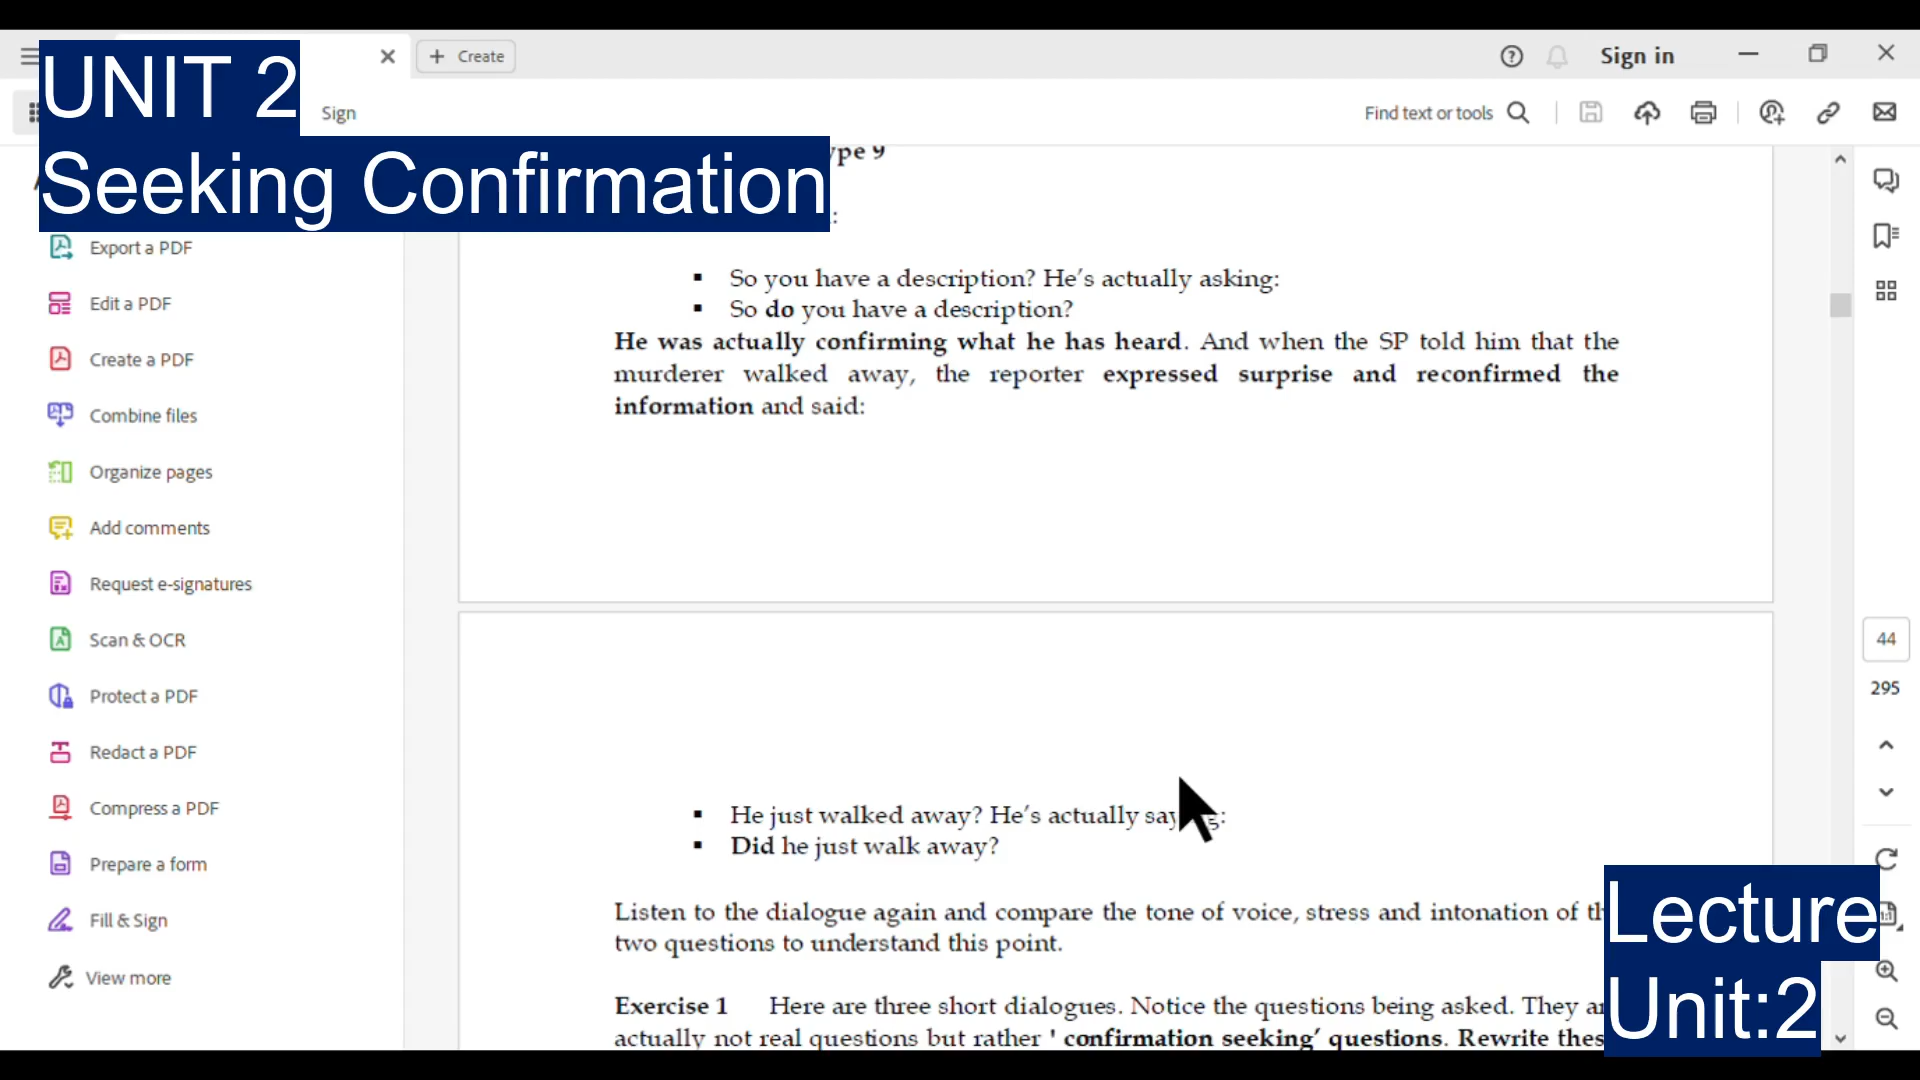 UNIT 2
Seeking Confirmation
Create
Sign in
Sign
Find text or tools
Export a PDF
Edit a PDF
Create a PDF
Combine files
Organize pages
Add comments
Request e-signatures
Scan & OCR
Protect a PDF
Redact a PDF
Compress a PDF
Prepare a form
Fill & Sign
View more
ype 9
:
▪ So you have a description? He's actually asking:
▪ So do you have a description?
He was actually confirming what he has heard. And when the SP told him that the
murderer walked away, the reporter expressed surprise and reconfirmed the
information and said:
▪ He just walked away? He's actually say g:
▪ Did he just walk away?
Listen to the dialogue again and compare the tone of voice, stress and intonation of th
two questions to understand this point.
Exercise 1 Here are three short dialogues. Notice the questions being asked. They ar
actually not real questions but rather ' confirmation seeking' questions. Rewrite thes
44
295
Lecture
Unit:2